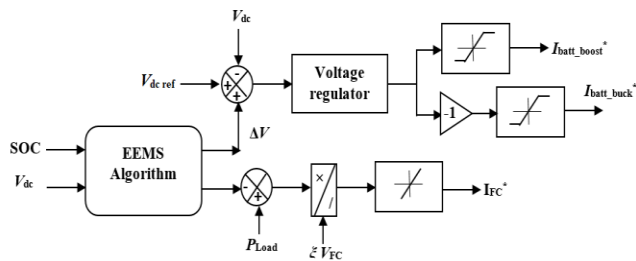 Vdc
-
Vdc ref
+
+
Voltage
regulator
Ibatt_boost*
-1
Ibatt_buck*
ΔV
SOC
Vdc
EEMS
Algorithm
-
+
×
/
IFC*
PLoad
ξ VFC